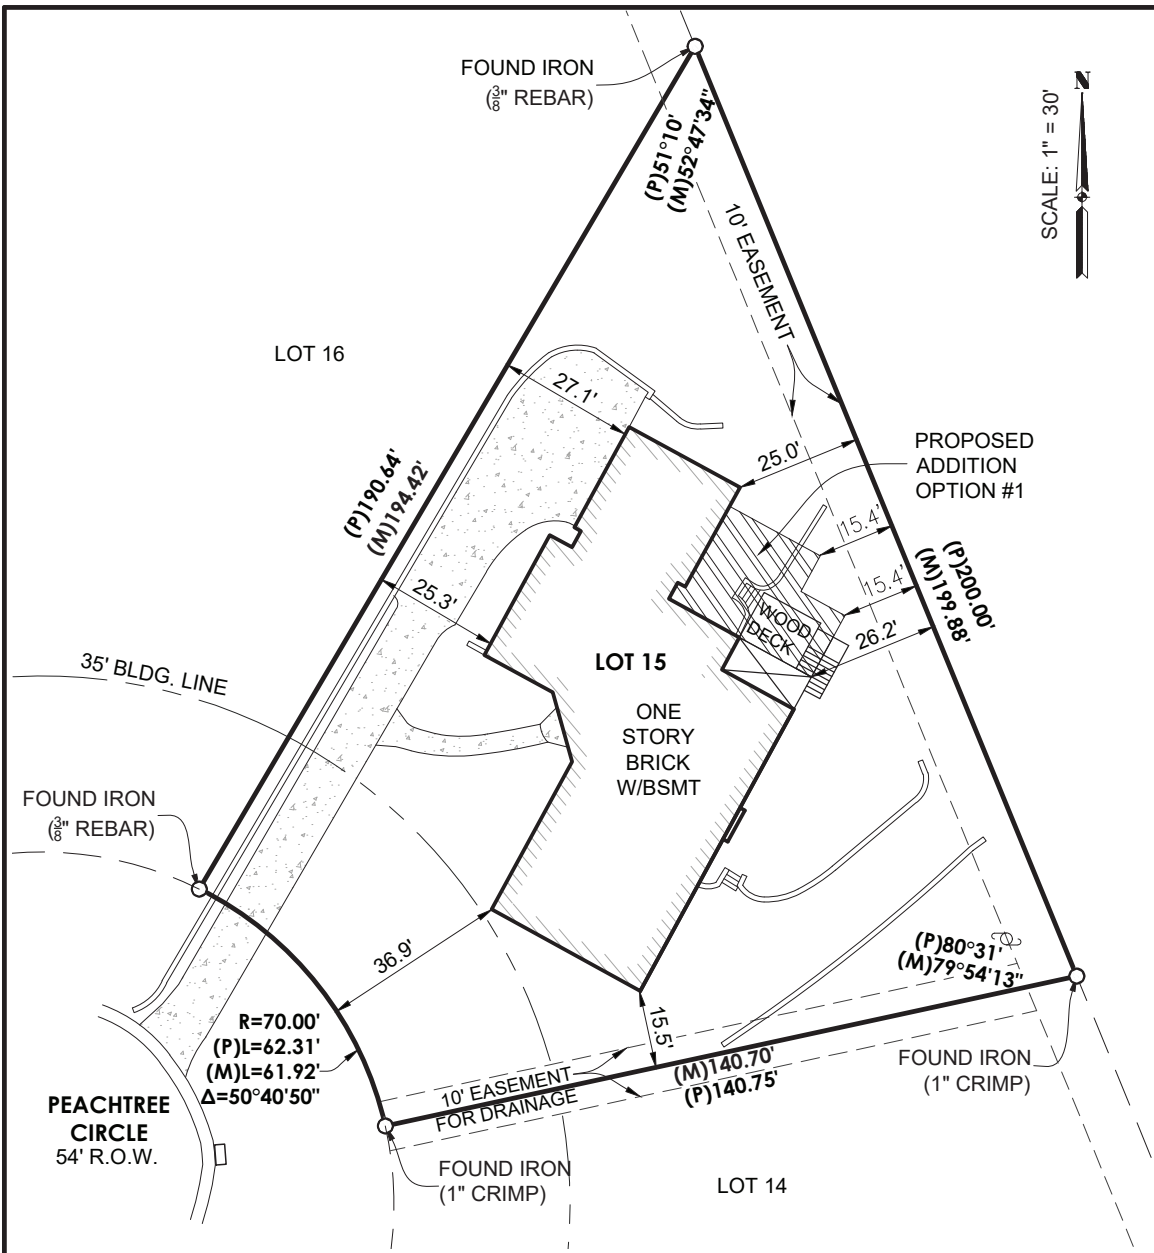 FOUND IRON
(3/8" REBAR)
N
SCALE: 1" = 30'
(P)51°10'
(M)52°47'34"
10' EASEMENT
LOT 16
27.1'
25.0'
PROPOSED
ADDITION
OPTION #1
(P)190.64'
(M)194.42'
15.4'
15.4'
(P)200.00'
(M)199.88'
25.3'
WOOD
DECK
26.2'
35' BLDG. LINE
LOT 15
ONE
STORY
BRICK
W/BSMT
FOUND IRON
(3/8" REBAR)
36.9'
(P)80°31'
(M)79°54'13"
R=70.00'
(P)L=62.31'
(M)L=61.92'
Δ=50°40'50"
15.5'
(M)140.70'
(P)140.75'
10' EASEMENT
FOR DRAINAGE
FOUND IRON
(1" CRIMP)
PEACHTREE
CIRCLE
54' R.O.W.
FOUND IRON
(1" CRIMP)
LOT 14